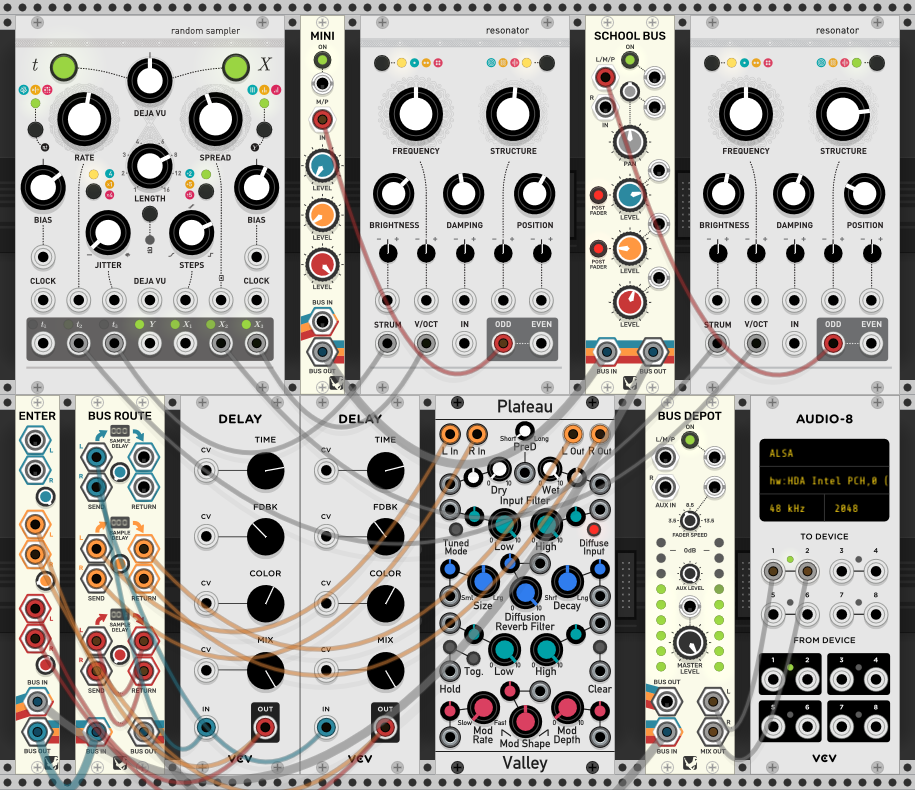 random sampler
t
X
DEJA VU
RATE
SPREAD
LENGTH
BIAS
BIAS
JITTER
STEPS
CLOCK
DEJA VU
CLOCK
t₁
t₂
t₃
Y
X₁
X₂
X₃
MINI
ON
M/P
IN
LEVEL
LEVEL
LEVEL
BUS IN
BUS OUT
resonator
FREQUENCY
STRUCTURE
BRIGHTNESS
DAMPING
POSITION
STRUM
V/OCT
IN
ODD
EVEN
SCHOOL BUS
ON
L/M/P
R
IN
PAN
POST FADER
LEVEL
POST FADER
LEVEL
LEVEL
BUS IN
BUS OUT
resonator
FREQUENCY
STRUCTURE
BRIGHTNESS
DAMPING
POSITION
STRUM
V/OCT
IN
ODD
EVEN
ENTER
L
R
L
R
L
R
BUS IN
BUS OUT
BUS ROUTE
SAMPLE DELAY
L
R
SEND
RETURN
SAMPLE DELAY
SEND
RETURN
SAMPLE DELAY
SEND
RETURN
BUS IN
BUS OUT
DELAY
CV
TIME
CV
FDBK
CV
COLOR
CV
MIX
IN
OUT
VCV
DELAY
CV
TIME
CV
FDBK
CV
COLOR
CV
MIX
IN
OUT
VCV
Plateau
L In
R In
Short
Long
PreD
L Out
R Out
Dry
Wet
Input Filter
Tuned Mode
Low
High
Diffuse Input
Size
Diffusion
Decay
Reverb Filter
Tog.
Low
High
Hold
Clear
Slow
Fast
Mod Rate
Mod Shape
Mod Depth
Valley
BUS DEPOT
ON
L/M/P
R
AUX IN
FADER SPEED
0dB
AUX LEVEL
MASTER LEVEL
BUS OUT
L
R
BUS IN
MIX OUT
AUDIO-8
ALSA
hw:HDA Intel PCH,0 (
48 kHz
2048
TO DEVICE
1
2
3
4
5
6
7
8
FROM DEVICE
1
2
3
4
5
6
7
8
VCV